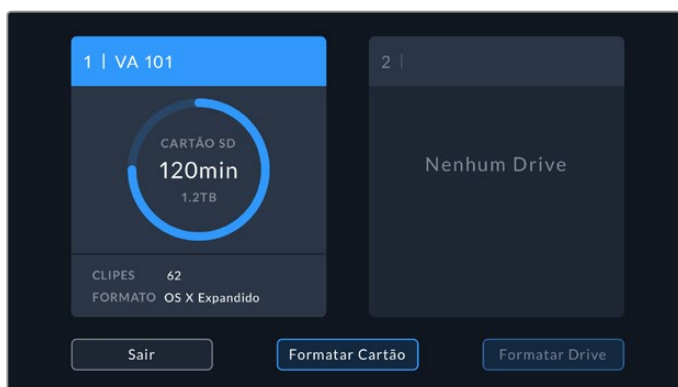 1 | VA 101
CARTÃO SD
120min
1.2TB
CLIPES 62
FORMATO OS X Expandido
2 |
Nenhum Drive
Sair
Formatar Cartão
Formatar Drive